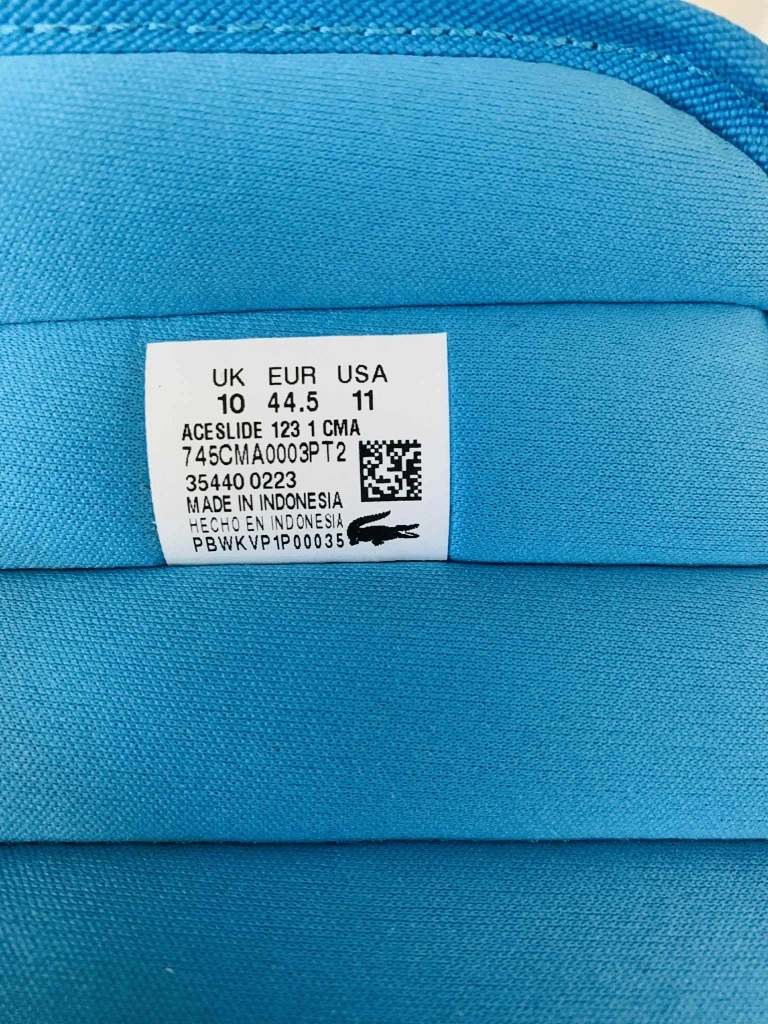 UK EUR USA
10 44.5 11
ACESLIDE 123 1 CMA
745CMA0003PT2
35440 0223
MADE IN INDONESIA
HECHO EN INDONESIA
PBWKVP1P00035